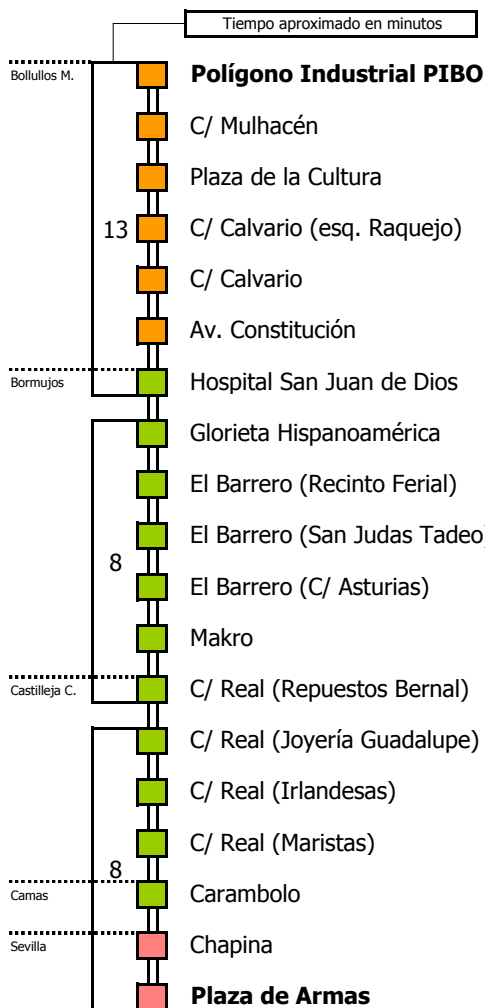 Tiempo aproximado en minutos
Bollullos M.
Polígono Industrial PIBO
C/ Mulhacén
Plaza de la Cultura
13
C/ Calvario (esq. Raquejo)
C/ Calvario
Av. Constitución
Bormujos
Hospital San Juan de Dios
Glorieta Hispanoamérica
El Barrero (Recinto Ferial)
El Barrero (San Judas Tadeo)
8
El Barrero (C/ Asturias)
Makro
Castilleja C.
C/ Real (Repuestos Bernal)
C/ Real (Joyería Guadalupe)
C/ Real (Irlandesas)
C/ Real (Maristas)
8
Camas
Carambolo
Sevilla
Chapina
Plaza de Armas